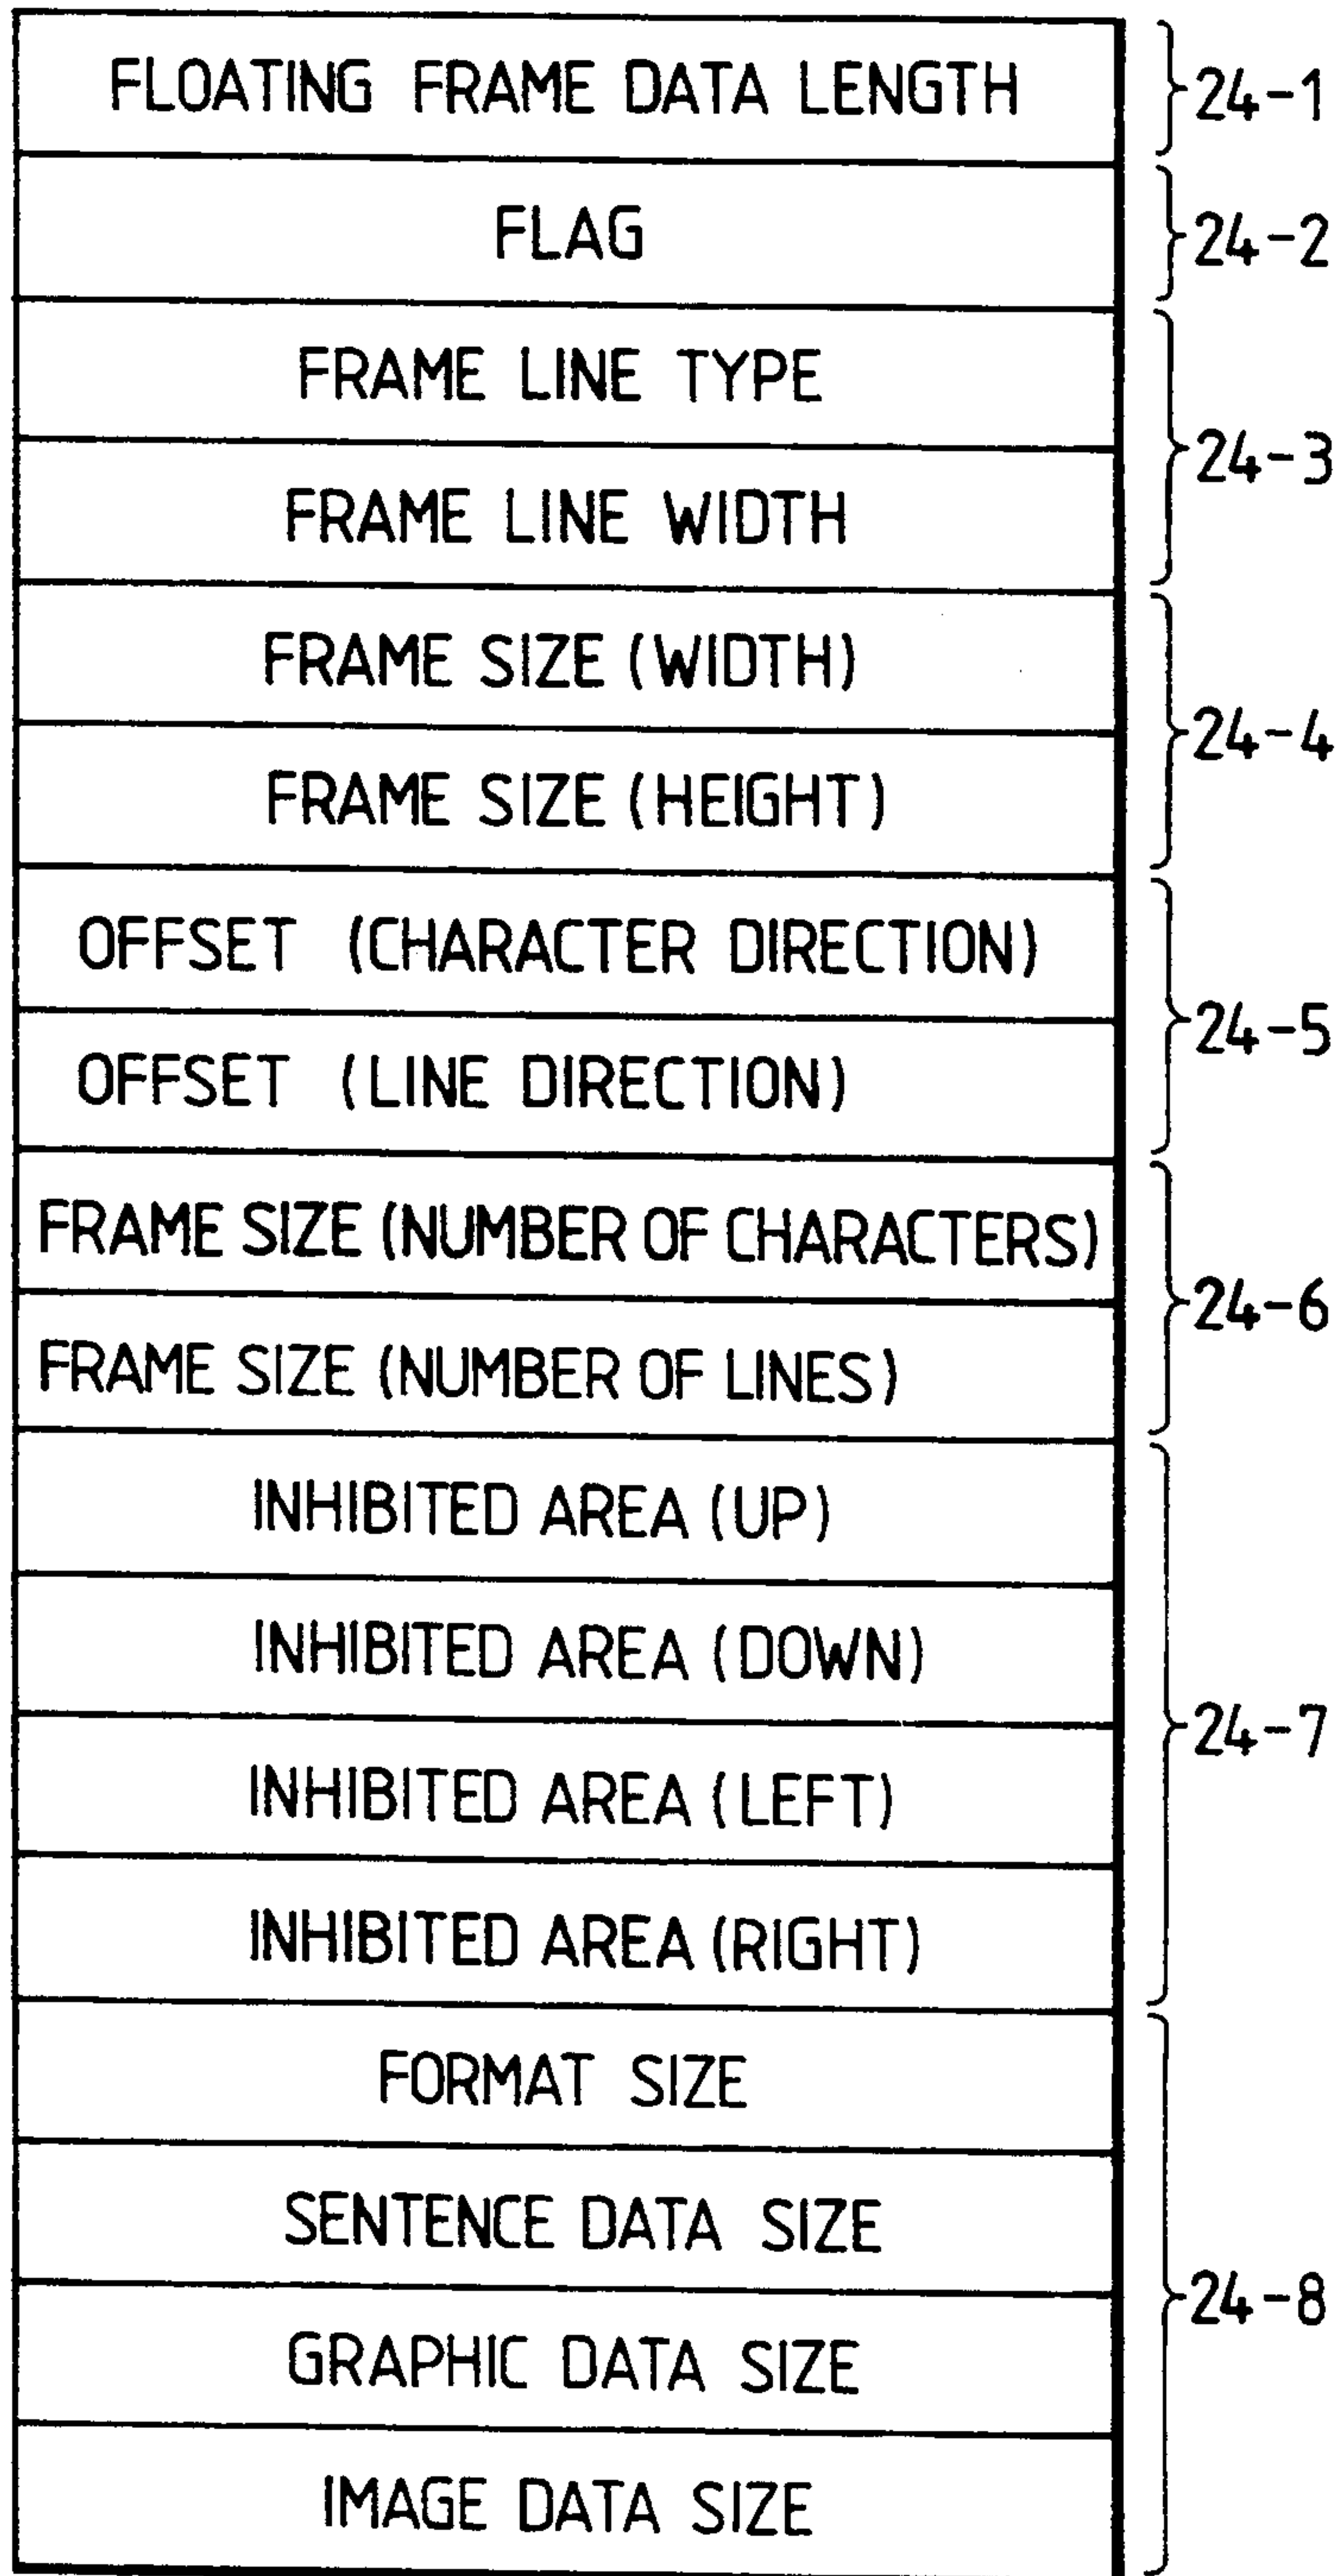 FLOATING FRAME DATA LENGTH 24-1
FLAG 24-2
FRAME LINE TYPE
24-3
FRAME LINE WIDTH
FRAME SIZE (WIDTH)
24-4
FRAME SIZE (HEIGHT)
OFFSET (CHARACTER DIRECTION)
24-5
OFFSET (LINE DIRECTION)
FRAME SIZE (NUMBER OF CHARACTERS)
24-6
FRAME SIZE (NUMBER OF LINES)
INHIBITED AREA (UP)
INHIBITED AREA (DOWN)
24-7
INHIBITED AREA (LEFT)
INHIBITED AREA (RIGHT)
FORMAT SIZE
SENTENCE DATA SIZE
24-8
GRAPHIC DATA SIZE
IMAGE DATA SIZE